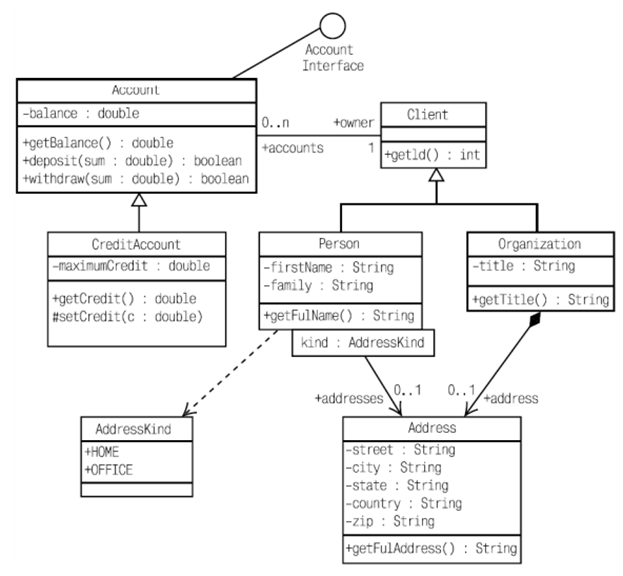 Account
Interface
Account
-balance : double
+getBalance() : double
+deposit(sum : double) : boolean
+withdraw(sum : double) : boolean
0..n
+owner
+accounts
1
Client
+getId() : int
CreditAccount
-maximumCredit : double
+getCredit() : double
#setCredit(c : double)
Person
-firstName : String
-family : String
+getFulName() : String
kind : AddressKind
Organization
-title : String
+getTitle() : String
+addresses
0..1
0..1
+address
AddressKind
+HOME
+OFFICE
Address
-street : String
-city : String
-state : String
-country : String
-zip : String
+getFulAddress() : String